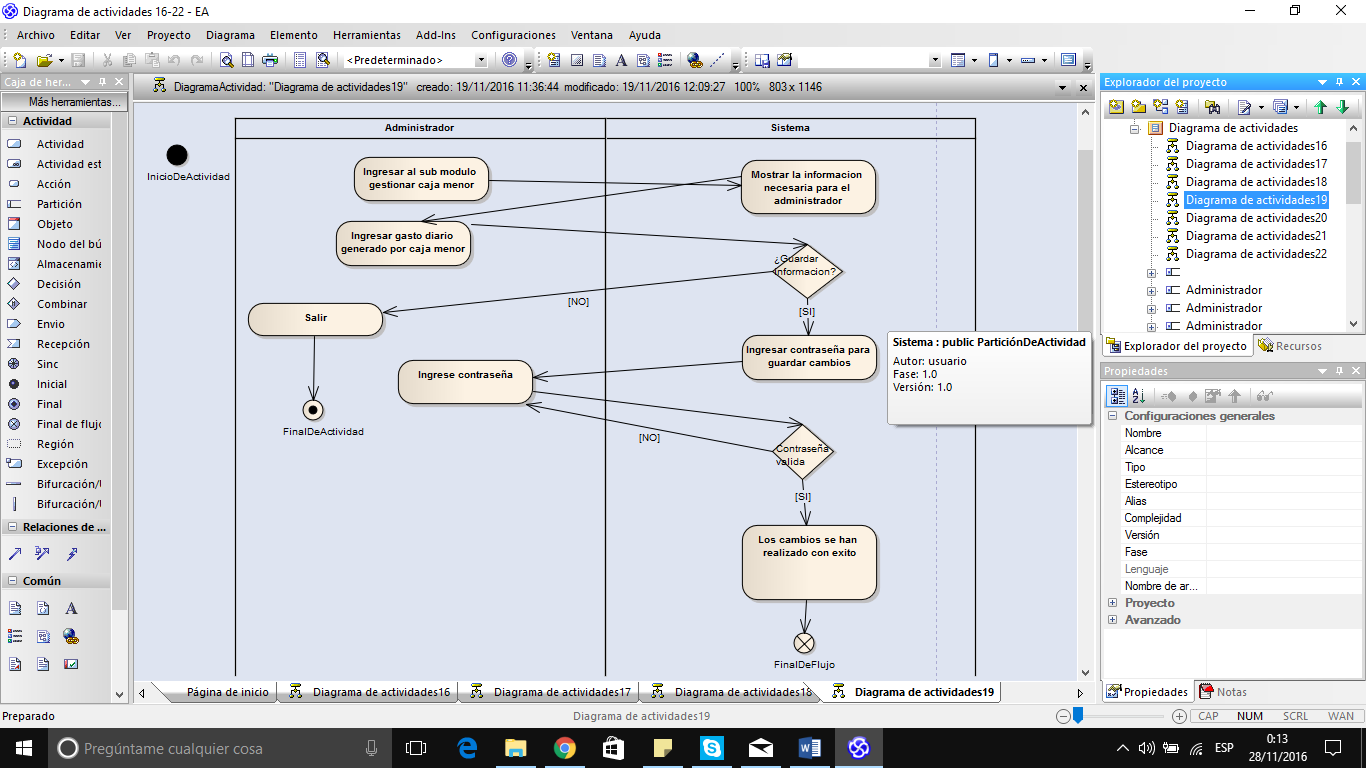 Diagrama de actividades 16-22 - EA
Archivo Editar Ver Proyecto Diagrama Elemento Herramientas Add-Ins Configuraciones Ventana Ayuda
<Predeterminado>
Caja de her...
Más herramientas...
Actividad
Actividad
Actividad est
Acción
Partición
Objeto
Nodo del bú
Almacenamie
Decisión
Combinar
Envio
Recepción
Sinc
Inicial
Final
Final de flujo
Región
Excepción
Bifurcación/U
Bifurcación/U
Relaciones de ...
Común
DiagramaActividad: "Diagrama de actividades19" creado: 19/11/2016 11:36:44 modificado: 19/11/2016 12:09:27 100% 803 x 1146
Administrador
Sistema
InicioDeActividad
Ingresar al sub modulo
gestionar caja menor
Mostrar la informacion
necesaria para el
administrador
Ingresar gasto diario
generado por caja menor
¿Guardar
Informacion?
[NO]
[SI]
Salir
Ingresar contraseña para
guardar cambios
Ingrese contraseña
FinalDeActividad
[NO]
Contraseña
valida
[SI]
Los cambios se han
realizado con exito
FinalDeFlujo
Sistema : public ParticiónDeActividad
Autor: usuario
Fase: 1.0
Versión: 1.0
Página de inicio
Diagrama de actividades16
Diagrama de actividades17
Diagrama de actividades18
Diagrama de actividades19
Explorador del proyecto
Diagrama de actividades
Diagrama de actividades16
Diagrama de actividades17
Diagrama de actividades18
Diagrama de actividades19
Diagrama de actividades20
Diagrama de actividades21
Diagrama de actividades22
Administrador
Administrador
Administrador
Explorador del proyecto
Recursos
Propiedades
Configuraciones generales
Nombre
Alcance
Tipo
Estereotipo
Alias
Complejidad
Versión
Fase
Lenguaje
Nombre de ar...
Proyecto
Avanzado
Propiedades
Notas
Preparado
Diagrama de actividades19
CAP NUM SCRL WAN
Pregúntame cualquier cosa
ESP
0:13
28/11/2016